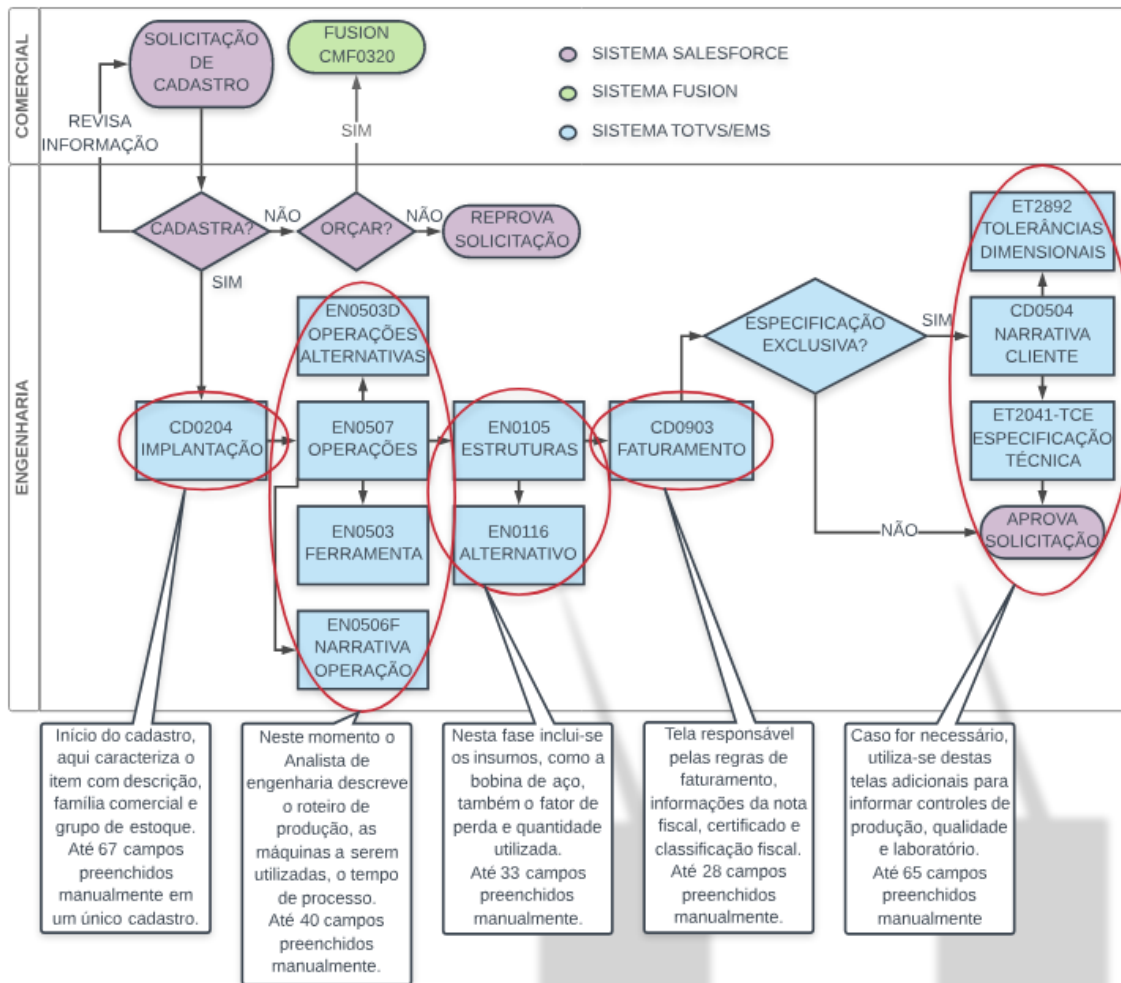 COMERCIAL
SOLICITAÇÃO
DE
CADASTRO
FUSION
CMF0320
SISTEMA SALESFORCE
SISTEMA FUSION
SISTEMA TOTVS/EMS
REVISA
INFORMAÇÃO
SIM
ENGENHARIA
CADASTRA?
NÃO
ORÇAR?
NÃO
REPROVA
SOLICITAÇÃO
SIM
ET2892
TOLERÂNCIAS
DIMENSIONAIS
EN0503D
OPERAÇÕES
ALTERNATIVAS
ESPECIFICAÇÃO
EXCLUSIVA?
SIM
CD0504
NARRATIVA
CLIENTE
CD0204
IMPLANTAÇÃO
EN0507
OPERAÇÕES
EN0105
ESTRUTURAS
CD0903
FATURAMENTO
ET2041-TCE
ESPECIFICAÇÃO
TÉCNICA
EN0503
FERRAMENTA
EN0116
ALTERNATIVO
NÃO
APROVA
SOLICITAÇÃO
EN0506F
NARRATIVA
OPERAÇÃO
Início do cadastro,
aqui caracteriza o
item com descrição,
família comercial e
grupo de estoque.
Até 67 campos
preenchidos
manualmente em
um único cadastro.
Neste momento o
Analista de
engenharia descreve
o roteiro de
produção, as
máquinas a serem
utilizadas, o tempo
de processo.
Até 40 campos
preenchidos
manualmente.
Nesta fase inclui-se
os insumos, como a
bobina de aço,
também o fator de
perda e quantidade
utilizada.
Até 33 campos
preenchidos
manualmente.
Tela responsável
pelas regras de
faturamento,
informações da nota
fiscal, certificado e
classificação fiscal.
Até 28 campos
preenchidos
manualmente.
Caso for necessário,
utiliza-se destas
telas adicionais para
informar controles de
produção, qualidade
e laboratório.
Até 65 campos
preenchidos
manualmente